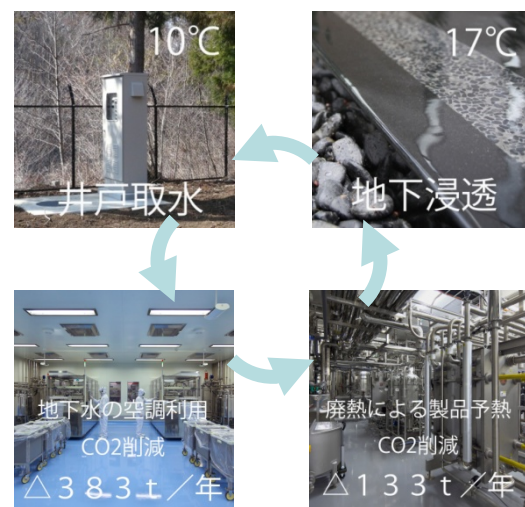 10℃
井戸取水
17℃
地下浸透
地下水の空調利用
CO2削減
△３８３ｔ／年
廃熱による製品予熱
CO2削減
△１３３ｔ／年